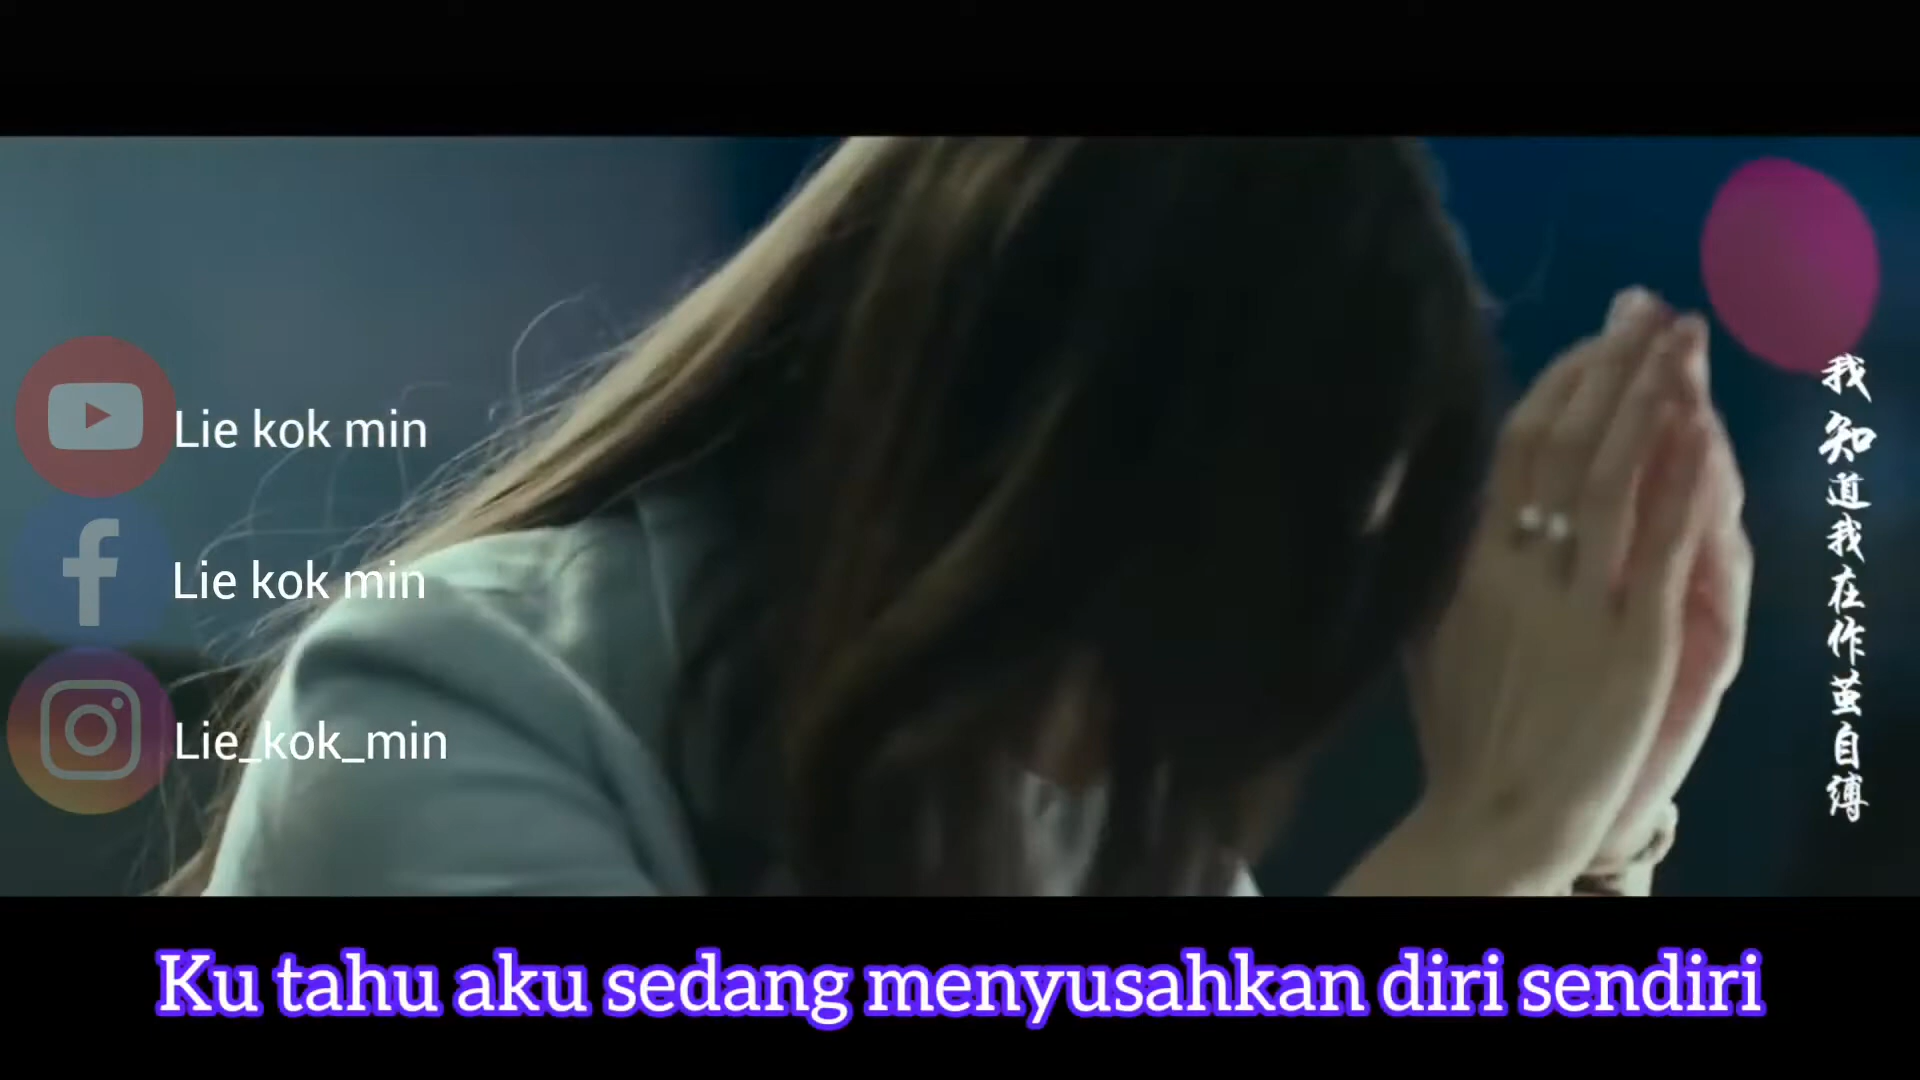 Lie kok min
Lie kok min
Lie_kok_min
我知道我在作茧自缚
Ku tahu aku sedang menyusahkan diri sendiri